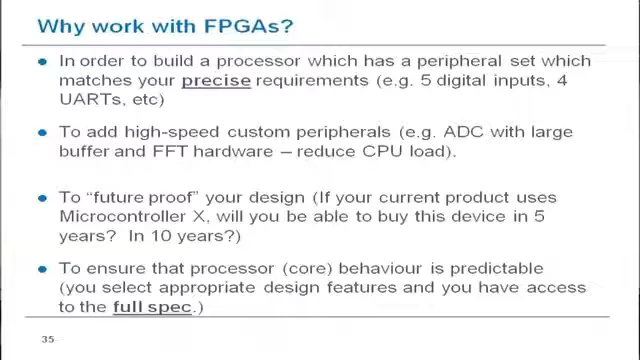 Why work with FPGAs?
● In order to build a processor which has a peripheral set which
matches your precise requirements (e.g. 5 digital inputs, 4
UARTs, etc)
● To add high-speed custom peripherals (e.g. ADC with large
buffer and FFT hardware – reduce CPU load).
● To “future proof” your design (If your current product uses
Microcontroller X, will you be able to buy this device in 5
years? In 10 years?)
● To ensure that processor (core) behaviour is predictable
(you select appropriate design features and you have access
to the full spec.)
35